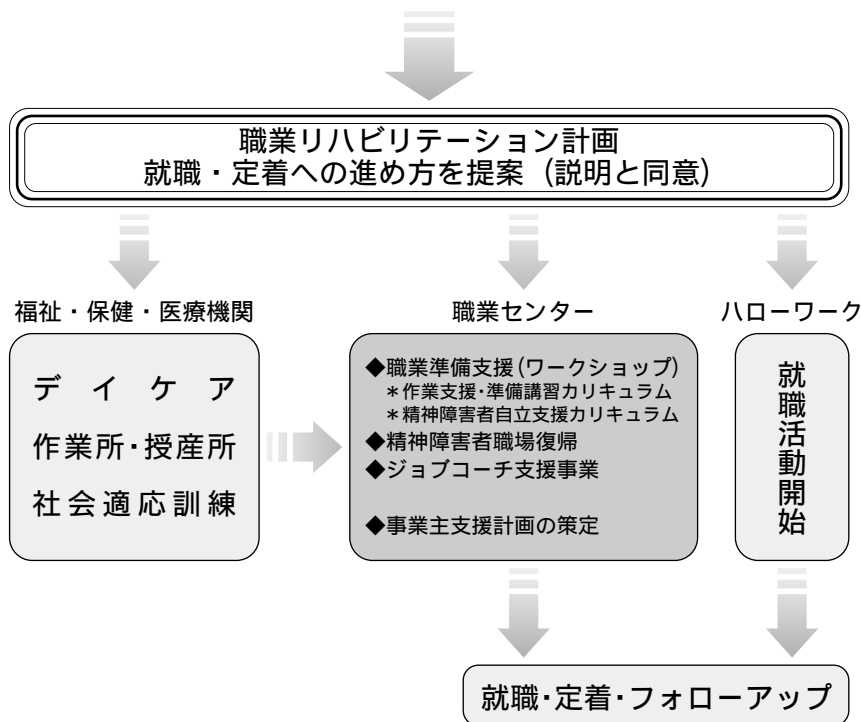 職業リハビリテーション計画
就職・定着への進め方を提案（説明と同意）
福祉・保健・医療機関
デイケア
作業所・授産所
社会適応訓練
職業センター
◆職業準備支援（ワークショップ）
＊作業支援・準備講習カリキュラム
＊精神障害者自立支援カリキュラム
◆精神障害者職場復帰
◆ジョブコーチ支援事業
◆事業主支援計画の策定
ハローワーク
就職活動開始
就職・定着・フォローアップ